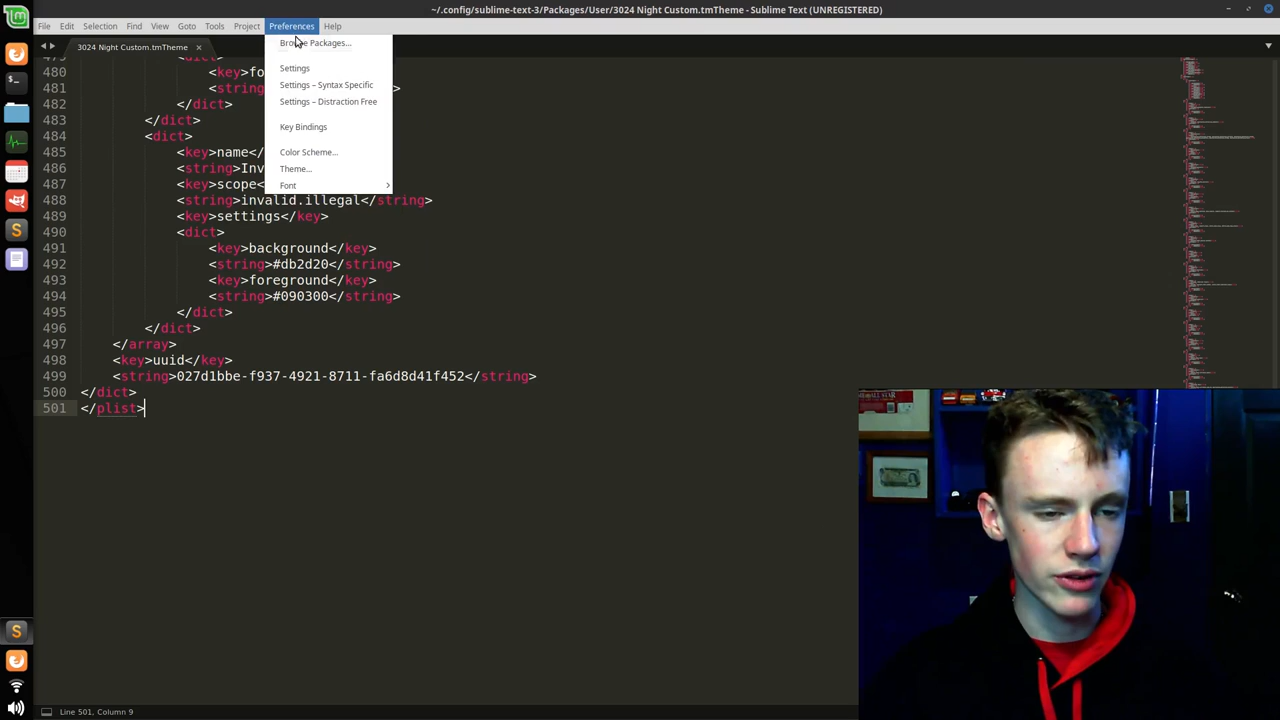 ~/.config/sublime-text-3/Packages/User/3024 Night Custom.tmTheme - Sublime Text (UNREGISTERED)
File Edit Selection Find View Goto Tools Project Preferences Help
3024 Night Custom.tmTheme ×
Browse Packages...
Settings
Settings – Syntax Specific
Settings – Distraction Free
Key Bindings
Color Scheme...
Theme...
Font
480 <key>fo
481 <string> >
482 </dict>
483 </dict>
484 <dict>
485 <key>name</
486 <string>Inv
487 <key>scope<
488 <string>invalid.illegal</string>
489 <key>settings</key>
490 <dict>
491 <key>background</key>
492 <string>#db2d20</string>
493 <key>foreground</key>
494 <string>#090300</string>
495 </dict>
496 </dict>
497 </array>
498 <key>uuid</key>
499 <string>027d1bbe-f937-4921-8711-fa6d8d41f452</string>
500 </dict>
501 </plist>
Line 501, Column 9